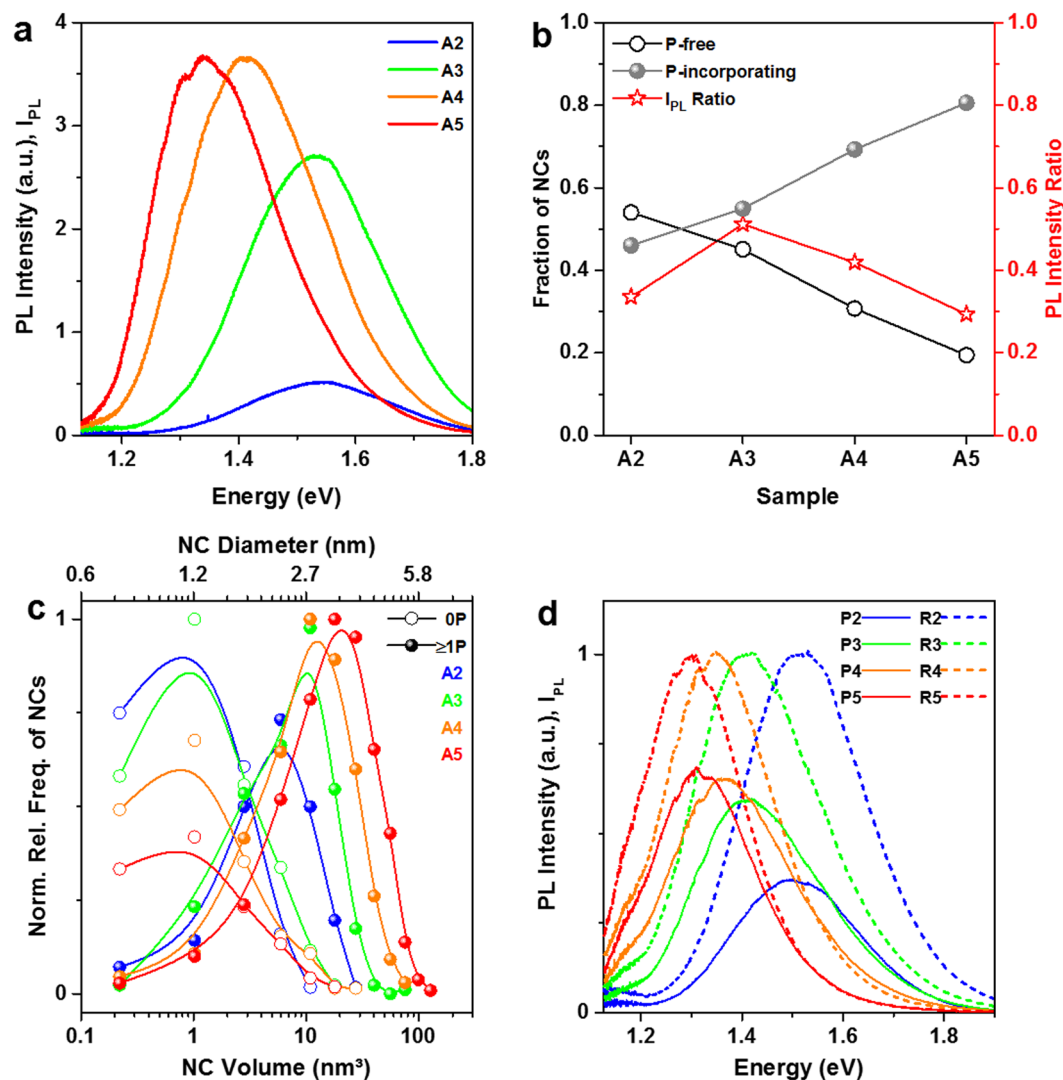 a
4
3
2
1
0
PL Intensity (a.u.), I_PL
A2
A3
A4
A5
1.2 1.4 1.6 1.8
Energy (eV)
b
1.0
0.8
0.6
0.4
0.2
0.0
Fraction of NCs
P-free
P-incorporating
I_PL Ratio
1.0
0.8
0.6
0.4
0.2
0.0
PL Intensity Ratio
A2 A3 A4 A5
Sample
NC Diameter (nm)
0.6 1.2 2.7 5.8
c
1
0
Norm. Rel. Freq. of NCs
0P
≥1P
A2
A3
A4
A5
0.1 1 10 100
NC Volume (nm³)
d
1
0
PL Intensity (a.u.), I_PL
P2 R2
P3 R3
P4 R4
P5 R5
1.2 1.4 1.6 1.8
Energy (eV)